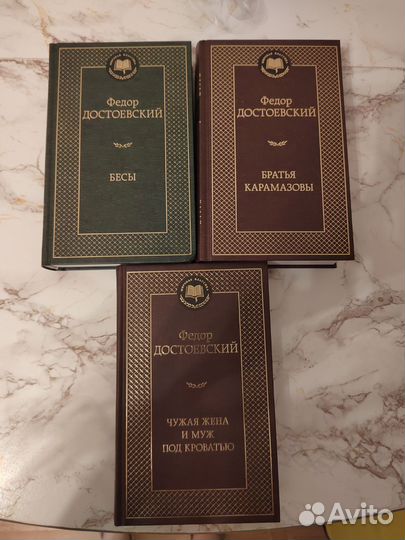 Федор
ДОСТОЕВСКИЙ
БЕСЫ
Федор
ДОСТОЕВСКИЙ
БРАТЬЯ
КАРАМАЗОВЫ
Федор
ДОСТОЕВСКИЙ
ЧУЖАЯ ЖЕНА
И МУЖ
ПОД КРОВАТЬЮ
Avito